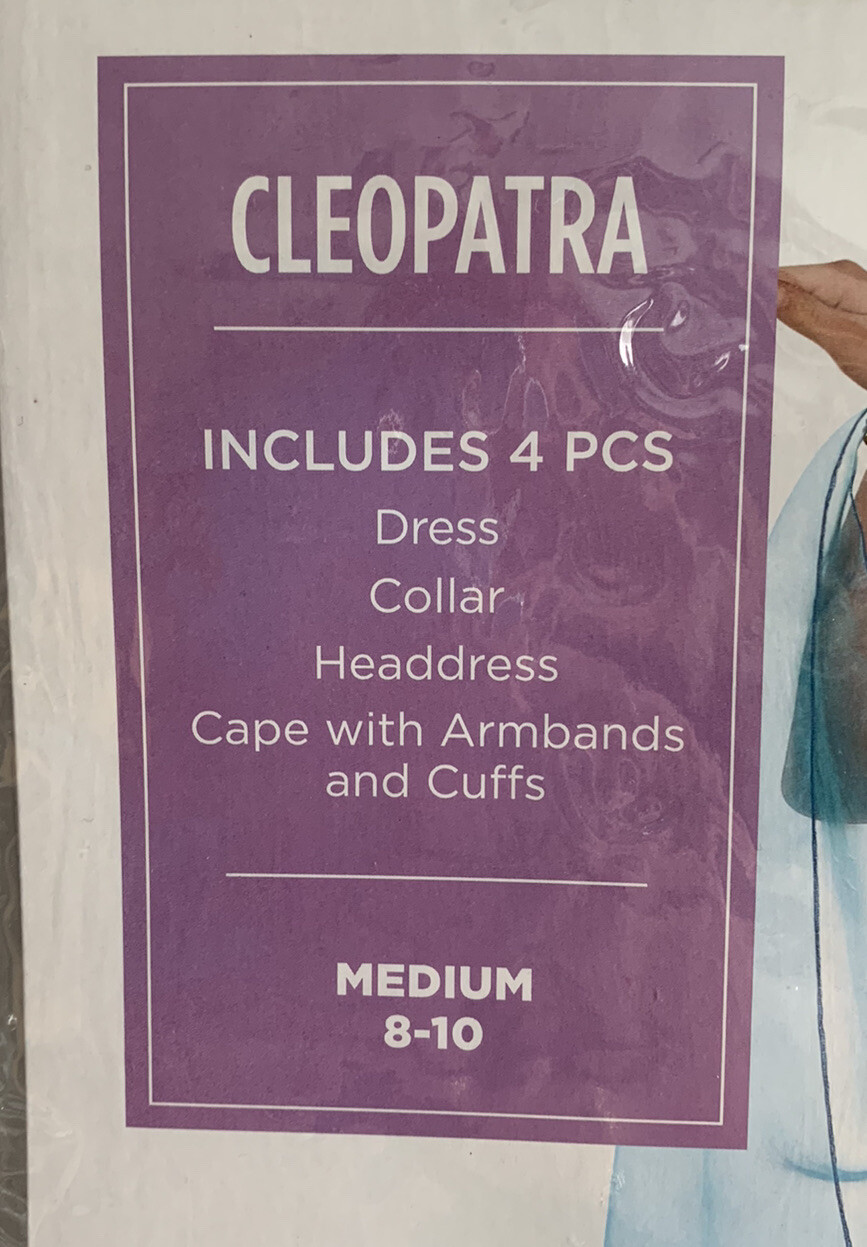 CLEOPATRA
INCLUDES 4 PCS
Dress
Collar
Headdress
Cape with Armbands
and Cuffs
MEDIUM
8-10